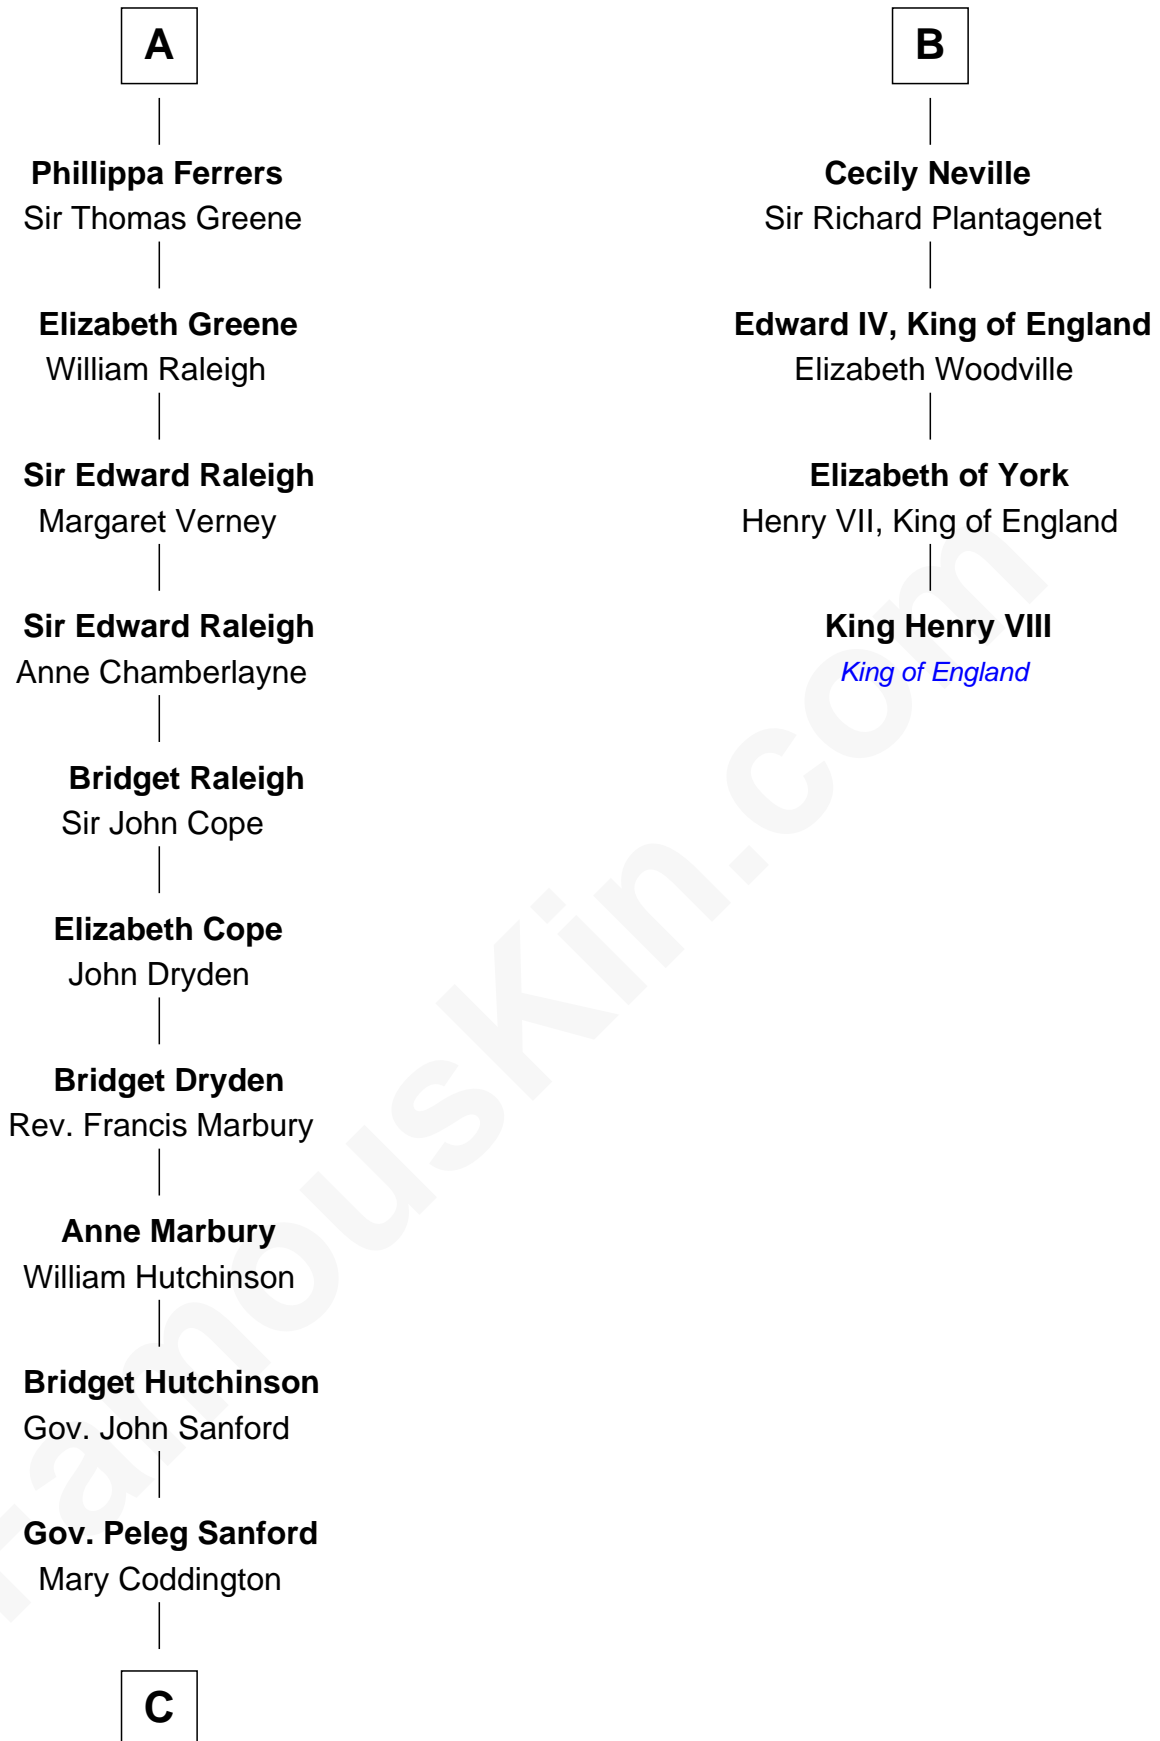 A
Phillippa Ferrers
Sir Thomas Greene
Elizabeth Greene
William Raleigh
Sir Edward Raleigh
Margaret Verney
Sir Edward Raleigh
Anne Chamberlayne
Bridget Raleigh
Sir John Cope
Elizabeth Cope
John Dryden
Bridget Dryden
Rev. Francis Marbury
Anne Marbury
William Hutchinson
Bridget Hutchinson
Gov. John Sanford
Gov. Peleg Sanford
Mary Coddington
C
B
Cecily Neville
Sir Richard Plantagenet
Edward IV, King of England
Elizabeth Woodville
Elizabeth of York
Henry VII, King of England
King Henry VIII
King of England
FamousKin.com